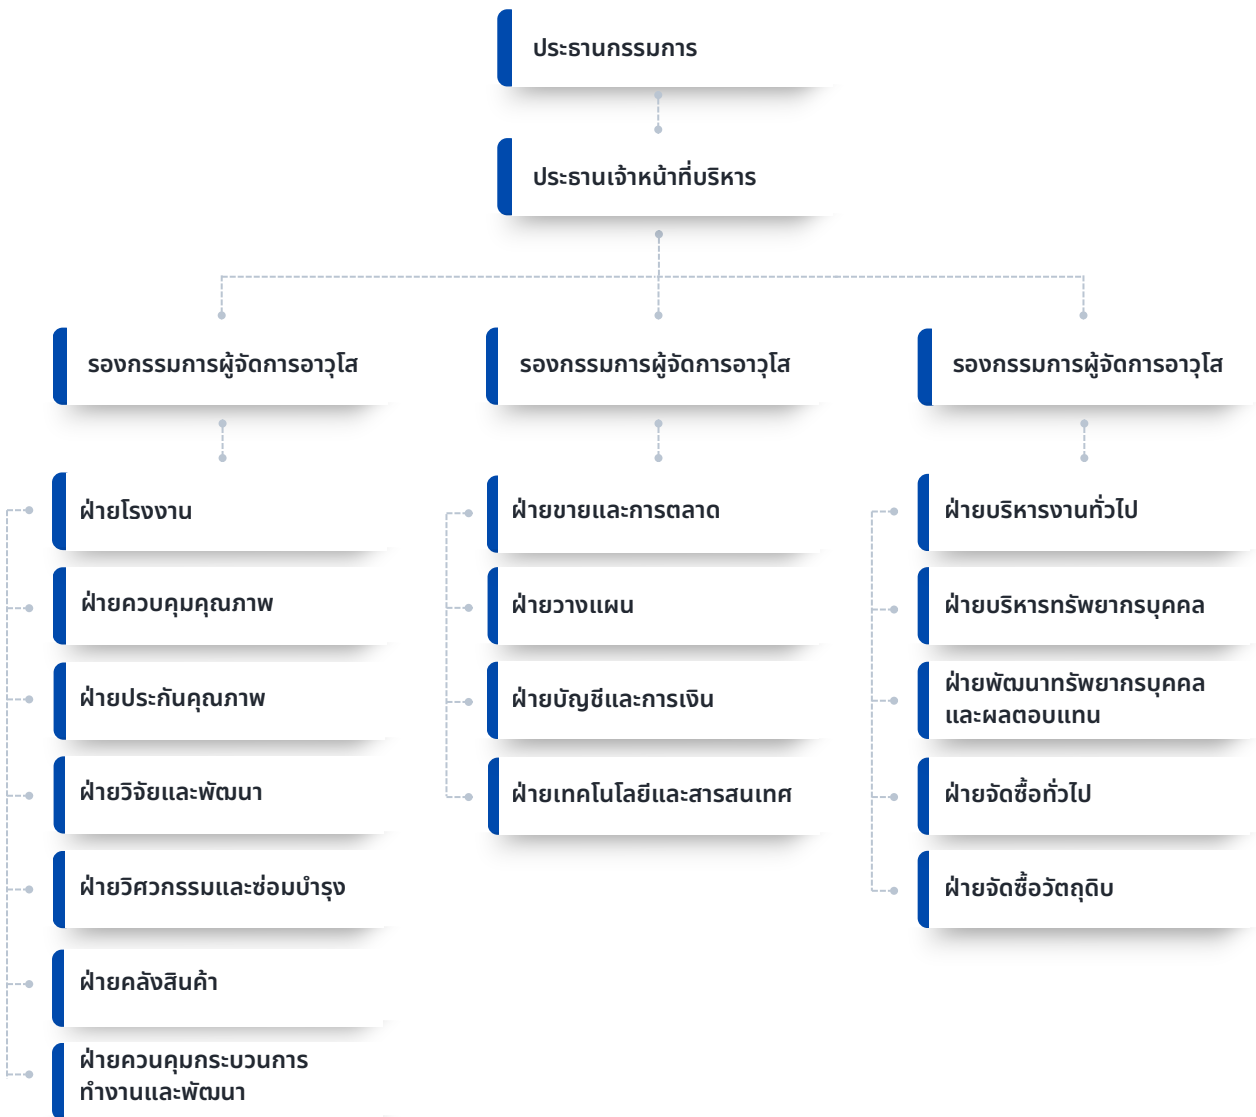 ประธานกรรมการ
ประธานเจ้าหน้าที่บริหาร
รองกรรมการผู้จัดการอาวุโส
รองกรรมการผู้จัดการอาวุโส
รองกรรมการผู้จัดการอาวุโส
ฝ่ายโรงงาน
ฝ่ายควบคุมคุณภาพ
ฝ่ายประกันคุณภาพ
ฝ่ายวิจัยและพัฒนา
ฝ่ายวิศวกรรมและซ่อมบำรุง
ฝ่ายคลังสินค้า
ฝ่ายควนคุมกระบวนการ
ทำงานและพัฒนา
ฝ่ายขายและการตลาด
ฝ่ายวางแผน
ฝ่ายบัญชีและการเงิน
ฝ่ายเทคโนโลยีและสารสนเทศ
ฝ่ายบริหารงานทั่วไป
ฝ่ายบริหารทรัพยากรบุคคล
ฝ่ายพัฒนาทรัพยากรบุคคล
และผลตอบแทน
ฝ่ายจัดซื้อทั่วไป
ฝ่ายจัดซื้อวัตถุดิบ